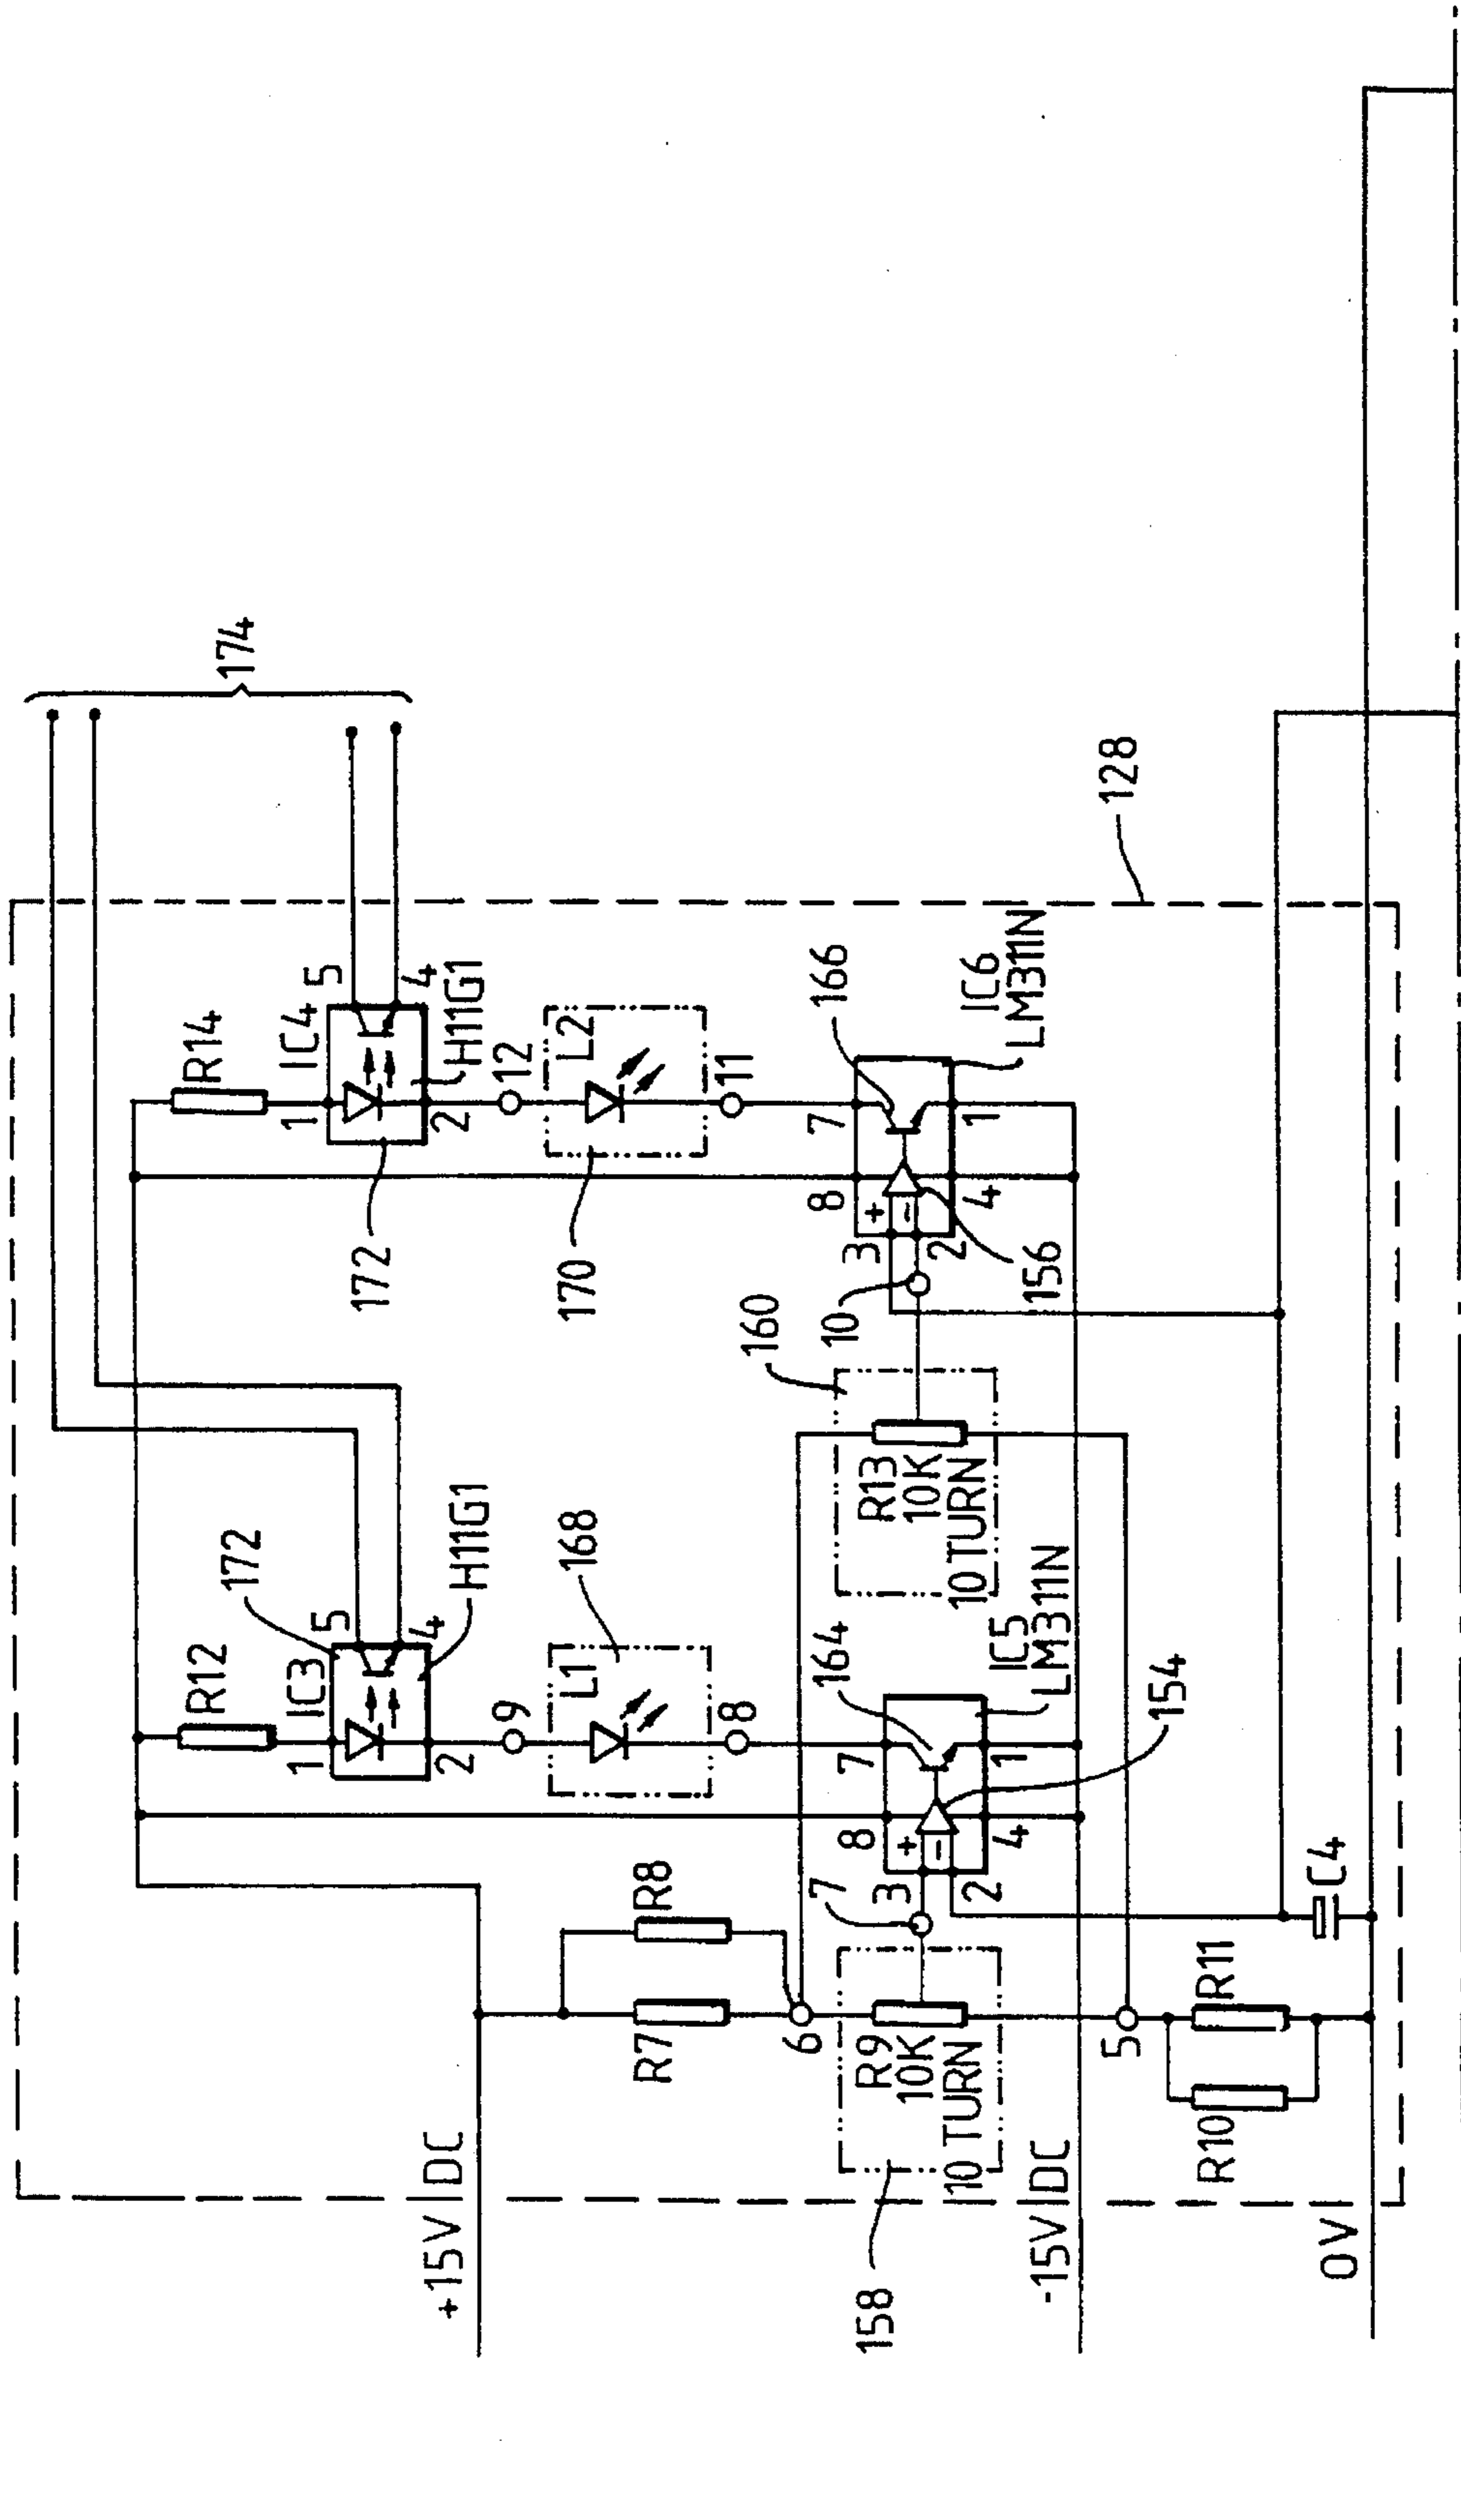 174
R14
IC4
5
1
4
H11G1
2
12
172
L2
170
11
166
7
8
+
-
3
2
1
4
IC6
LM311N
156
10
160
128
R13
10K
10 TURN
172
R12
IC3
5
1
4
H11G1
2
9
168
L1
8
164
7
8
+
-
3
2
1
4
IC5
LM311N
154
7
R8
R7
6
R9
10K
10 TURN
158
5
R11
R10
C4
+15V DC
-15V DC
0V